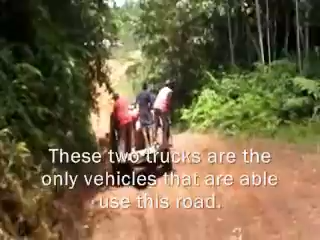 These two trucks are the
only vehicles that are able
use this road.